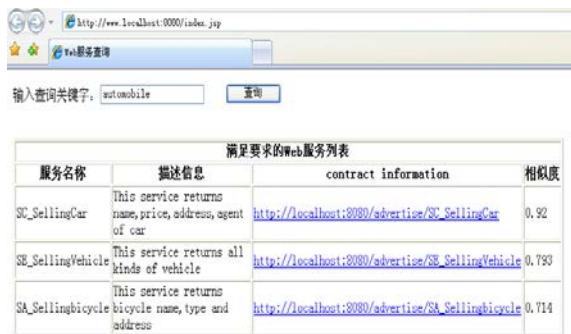 http://www.localhost:0000/index.jsp
Web服务查询
输入查询关键字: automobile 查询
满足要求的Web服务列表
服务名称 描述信息 contract information 相似度
SC_SellingCar This service returns name,price,address,agent of car http://localhost:8080/advertise/SC_SellingCar 0.92
SE_SellingVehicle This service returns all kinds of vehicle http://localhost:8080/advertise/SE_SellingVehicle 0.793
SA_Sellingbicycle This service returns bicycle name,type and address http://localhost:8080/advertise/SA_Sellingbicycle 0.714